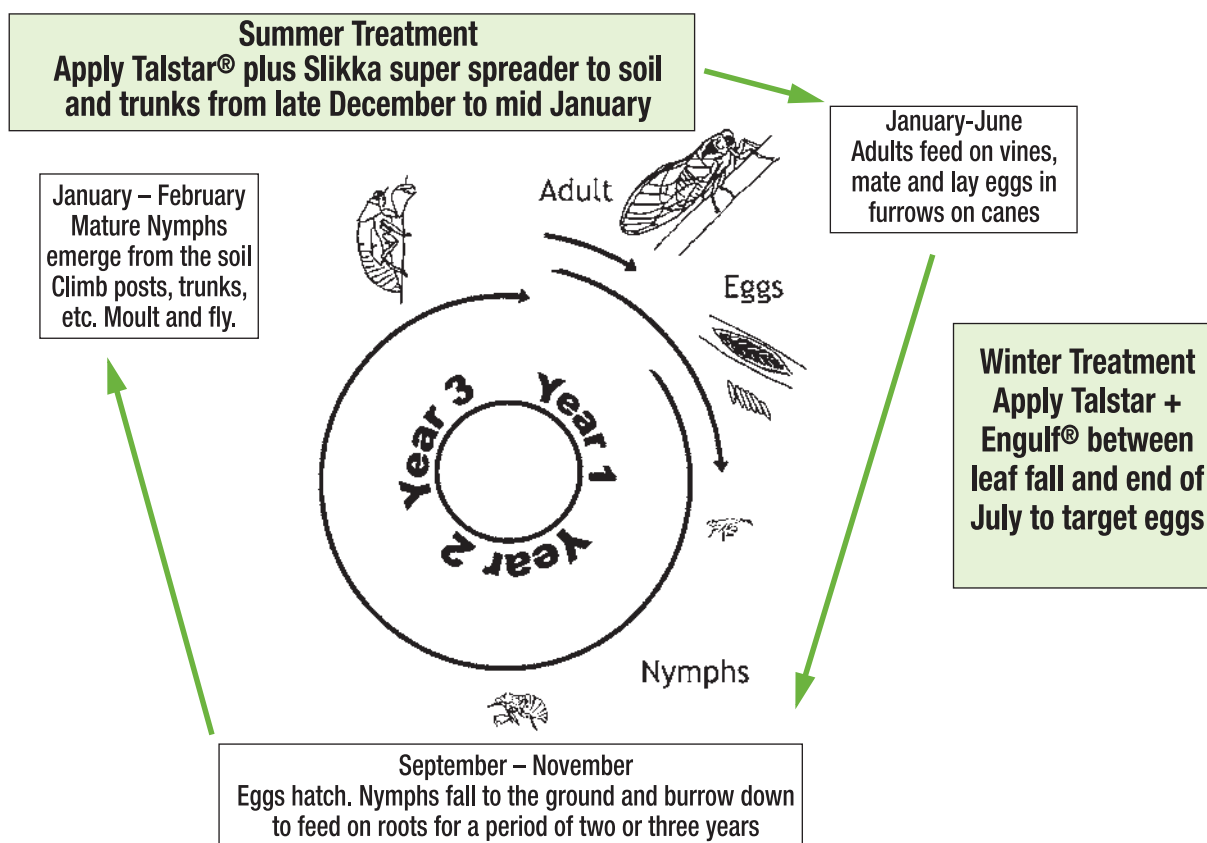 Summer Treatment
Apply Talstar® plus Slikka super spreader to soil
and trunks from late December to mid January
January-June
Adults feed on vines,
mate and lay eggs in
furrows on canes
January – February
Mature Nymphs
emerge from the soil
Climb posts, trunks,
etc. Moult and fly.
Adult
Eggs
Winter Treatment
Apply Talstar +
Engulf® between
leaf fall and end of
July to target eggs
Year 3
Year 1
Year 2
Nymphs
September – November
Eggs hatch. Nymphs fall to the ground and burrow down
to feed on roots for a period of two or three years